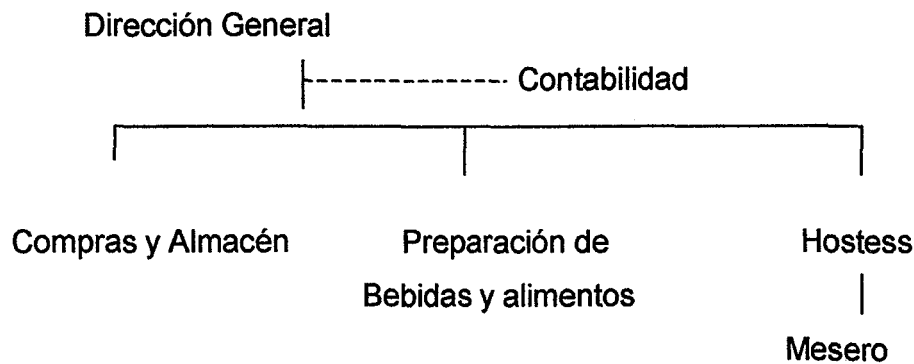 Dirección General
Contabilidad
Compras y Almacén
Preparación de
Bebidas y alimentos
Hostess
Mesero